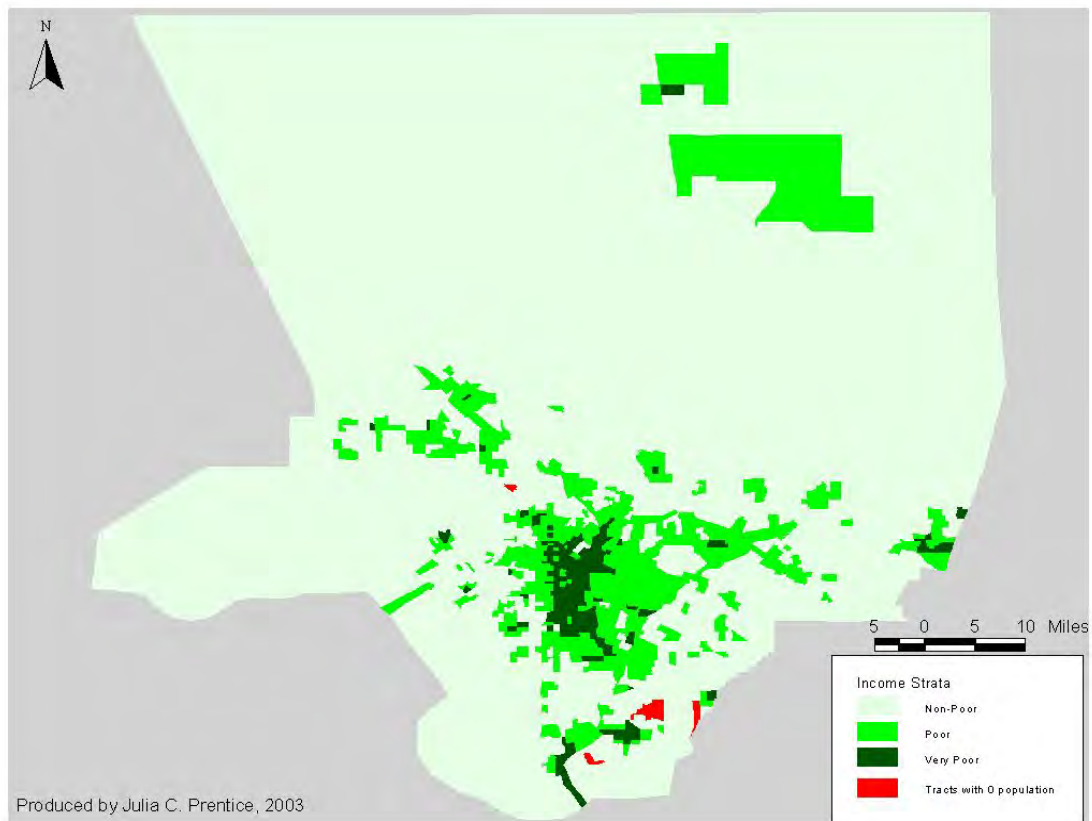 N
5 0 5 10 Miles
Income Strata
Non-Poor
Poor
Very Poor
Tracts with 0 population
Produced by Julia C. Prentice, 2003